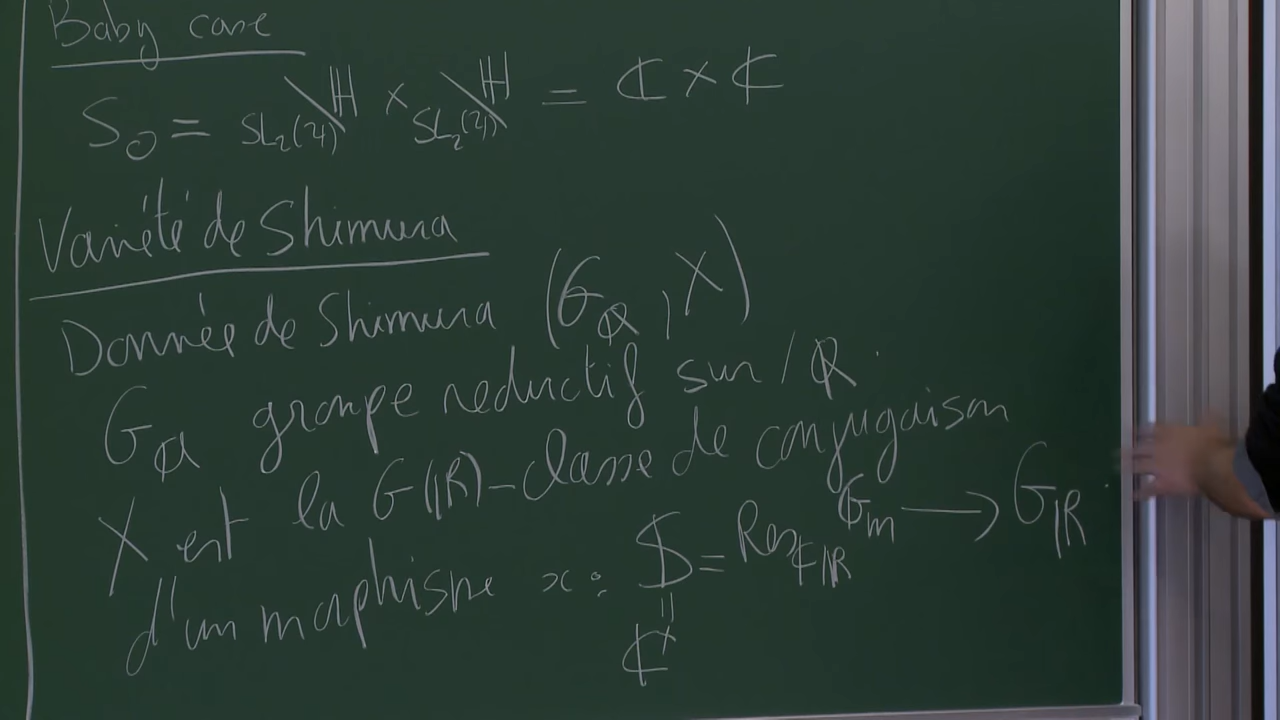 Baby case
S₀ = SL₂(ℤ)\ℍ × SL₂(ℤ)\ℍ = ℂ × ℂ
Variété de Shimura
Donnée de Shimura (G_ℚ, X)
G_ℚ groupe reductif sur /ℚ.
X est la G(ℝ)-classe de conjugaison
d'un morphisme x: 𝕊 = Res_ℂ/ℝ 𝔾_m → G_ℝ.
=
ℂ^×